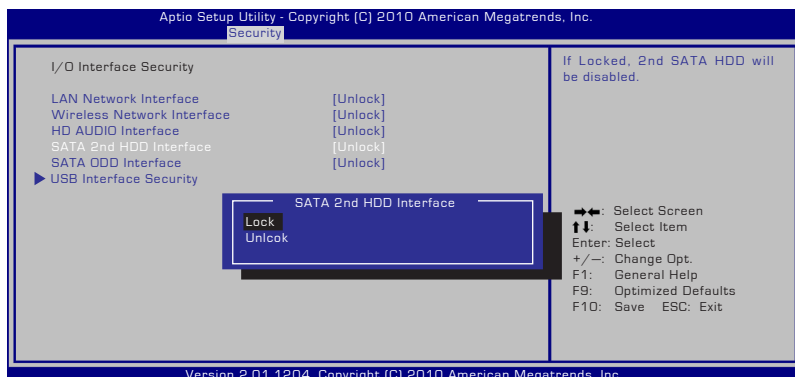 Aptio Setup Utility - Copyright (C) 2010 American Megatrends, Inc.
Security
I/O Interface Security
LAN Network Interface [Unlock]
Wireless Network Interface [Unlock]
HD AUDIO Interface [Unlock]
SATA 2nd HDD Interface [Unlock]
SATA ODD Interface [Unlock]
USB Interface Security
SATA 2nd HDD Interface
Lock
Unlcok
If Locked, 2nd SATA HDD will
be disabled.
→←: Select Screen
↑↓: Select Item
Enter: Select
+/—: Change Opt.
F1: General Help
F9: Optimized Defaults
F10: Save ESC: Exit
Version 2.01.1204. Copyright (C) 2010 American Megatrends, Inc.